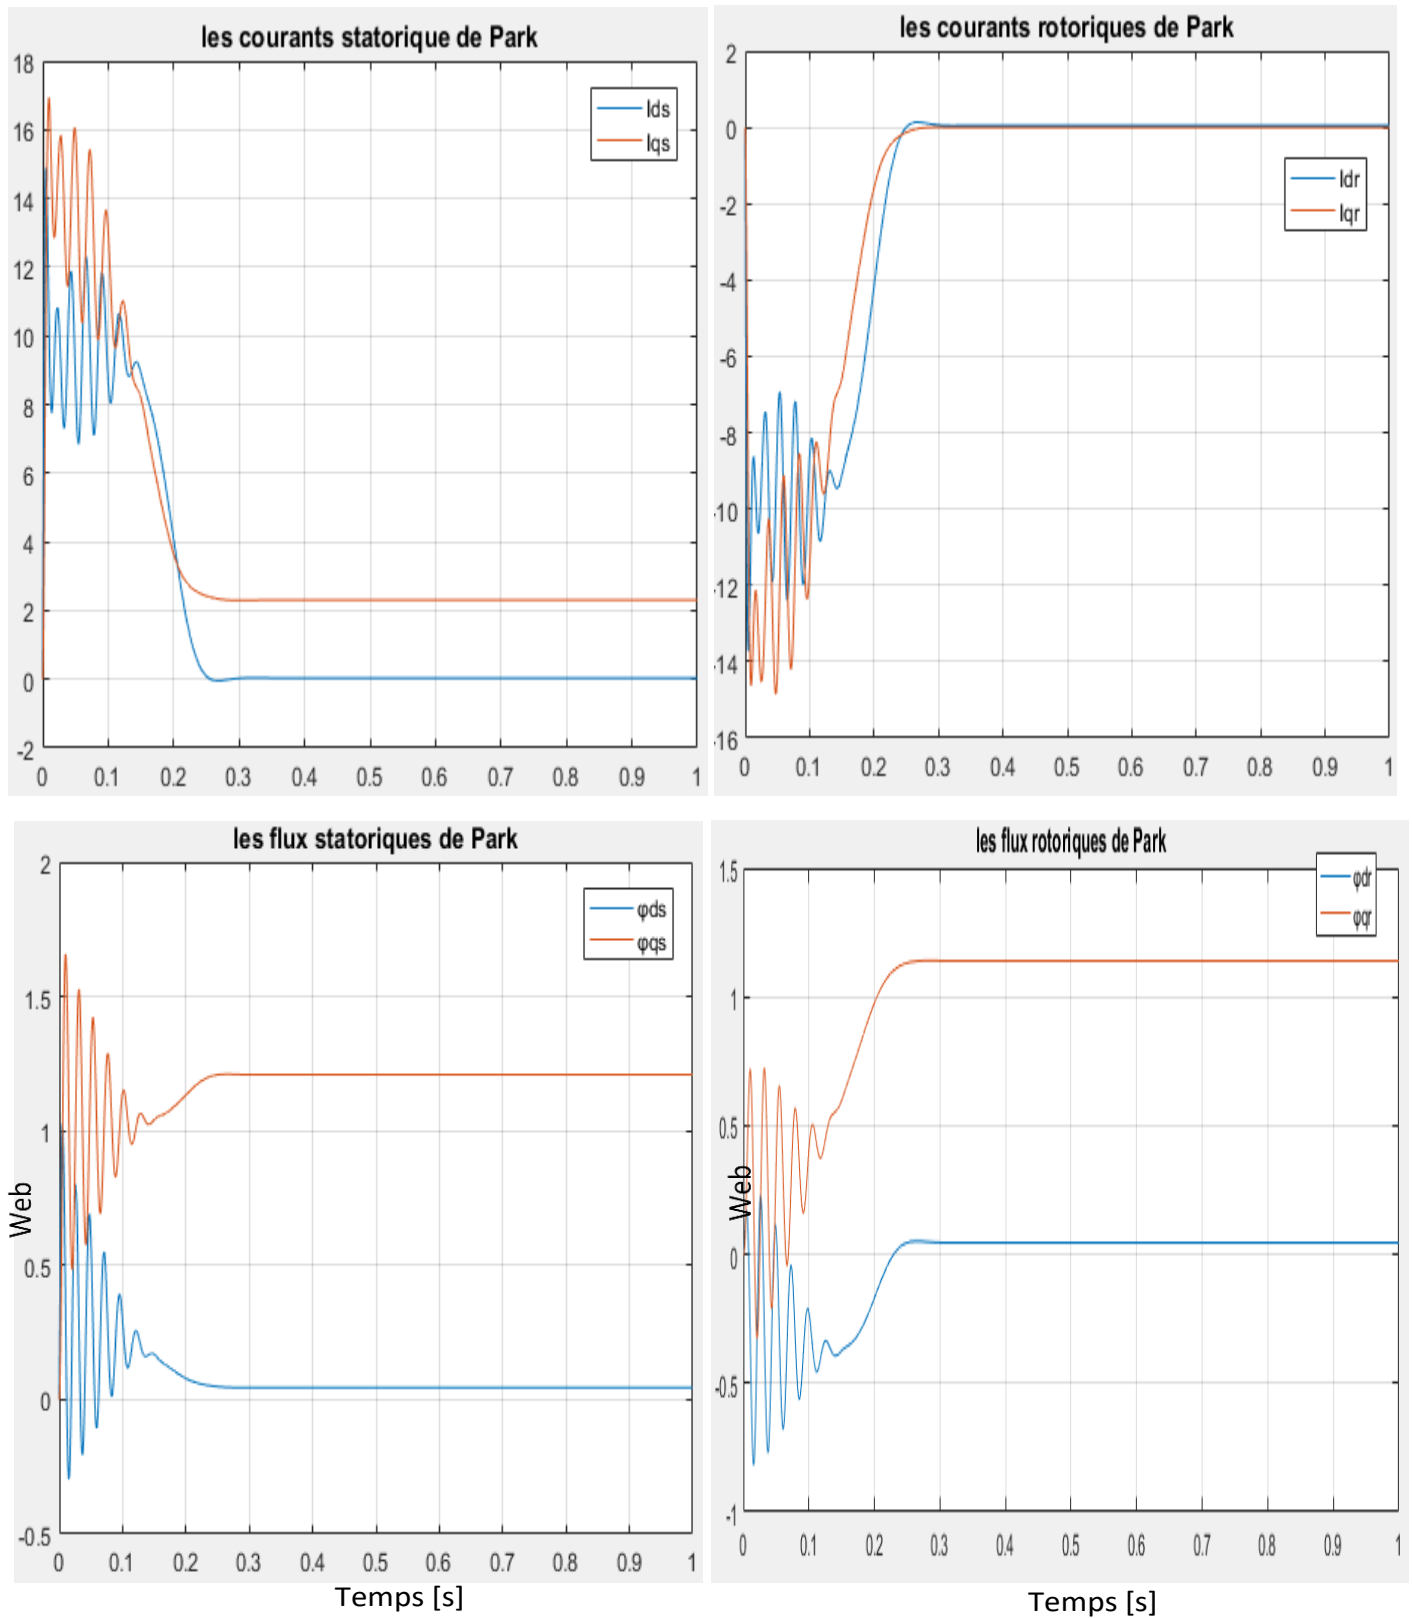 les courants statorique de Park
18
16
14
12
10
8
6
4
2
0
-2
Ids
Iqs
0 0.1 0.2 0.3 0.4 0.5 0.6 0.7 0.8 0.9 1
les courants rotoriques de Park
2
0
-2
-4
-6
-8
-10
-12
-14
-16
Idr
Iqr
0 0.1 0.2 0.3 0.4 0.5 0.6 0.7 0.8 0.9 1
les flux statoriques de Park
2
1.5
1
0.5
0
-0.5
Web
φds
φqs
0 0.1 0.2 0.3 0.4 0.5 0.6 0.7 0.8 0.9 1
Temps [s]
les flux rotoriques de Park
1.5
1
0.5
0
-0.5
-1
Web
φdr
φqr
0 0.1 0.2 0.3 0.4 0.5 0.6 0.7 0.8 0.9 1
Temps [s]